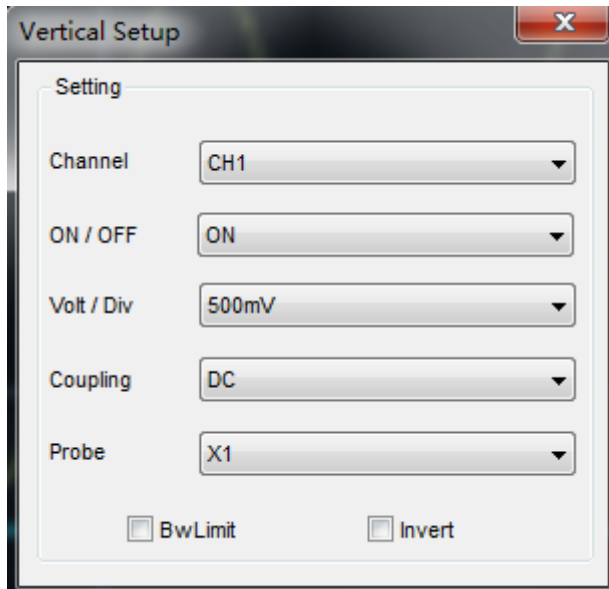 Vertical Setup
Setting
Channel CH1
ON / OFF ON
Volt / Div 500mV
Coupling DC
Probe X1
BwLimit Invert